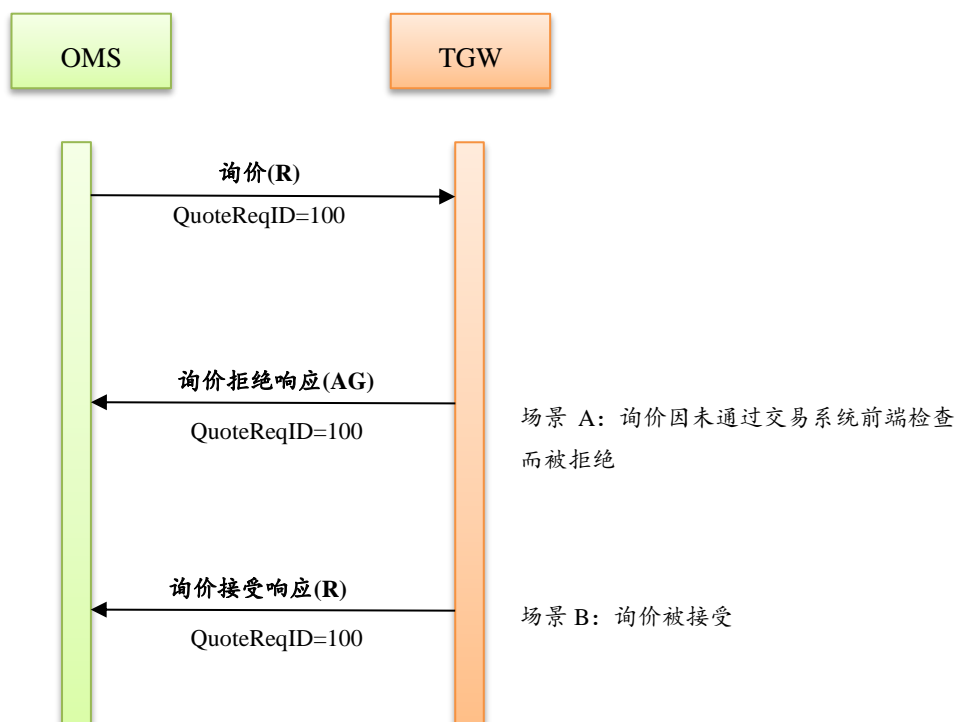 OMS
TGW
询价(R)
QuoteReqID=100
询价拒绝响应(AG)
QuoteReqID=100
场景 A：询价因未通过交易系统前端检查
而被拒绝
询价接受响应(R)
QuoteReqID=100
场景 B：询价被接受